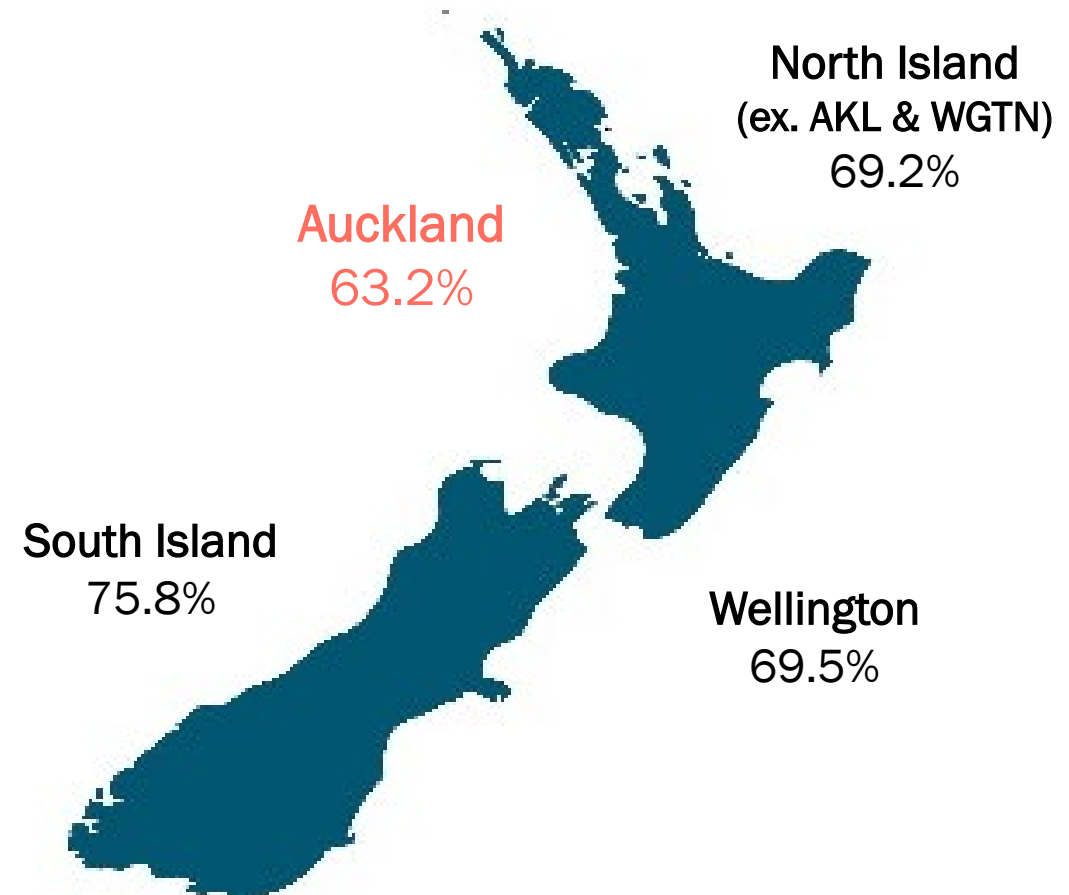 North Island
(ex. AKL & WGTN)
69.2%
Auckland
63.2%
South Island
75.8%
Wellington
69.5%